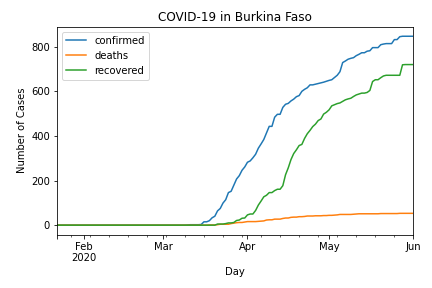 COVID-19 in Burkina Faso
confirmed
deaths
recovered
Number of Cases
800
600
400
200
0
Feb
2020
Mar
Apr
May
Jun
Day